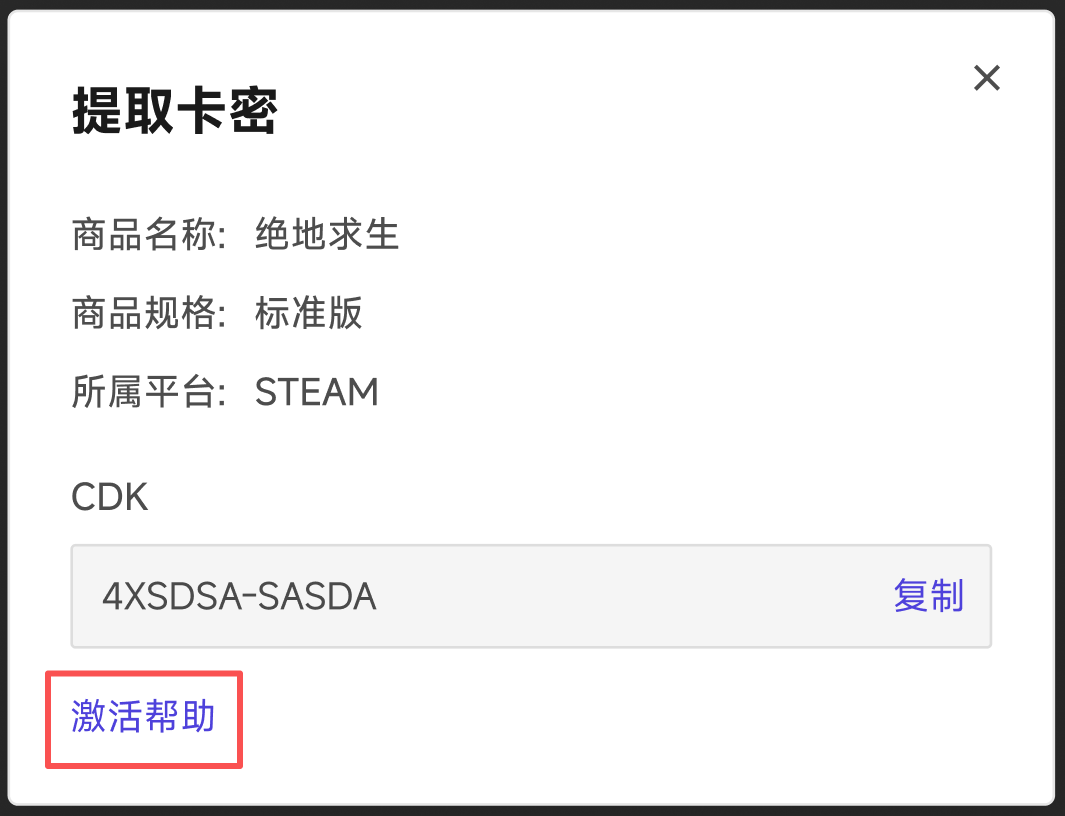 提取卡密
商品名称: 绝地求生
商品规格: 标准版
所属平台: STEAM
CDK
4XSDSA-SASDA 复制
激活帮助